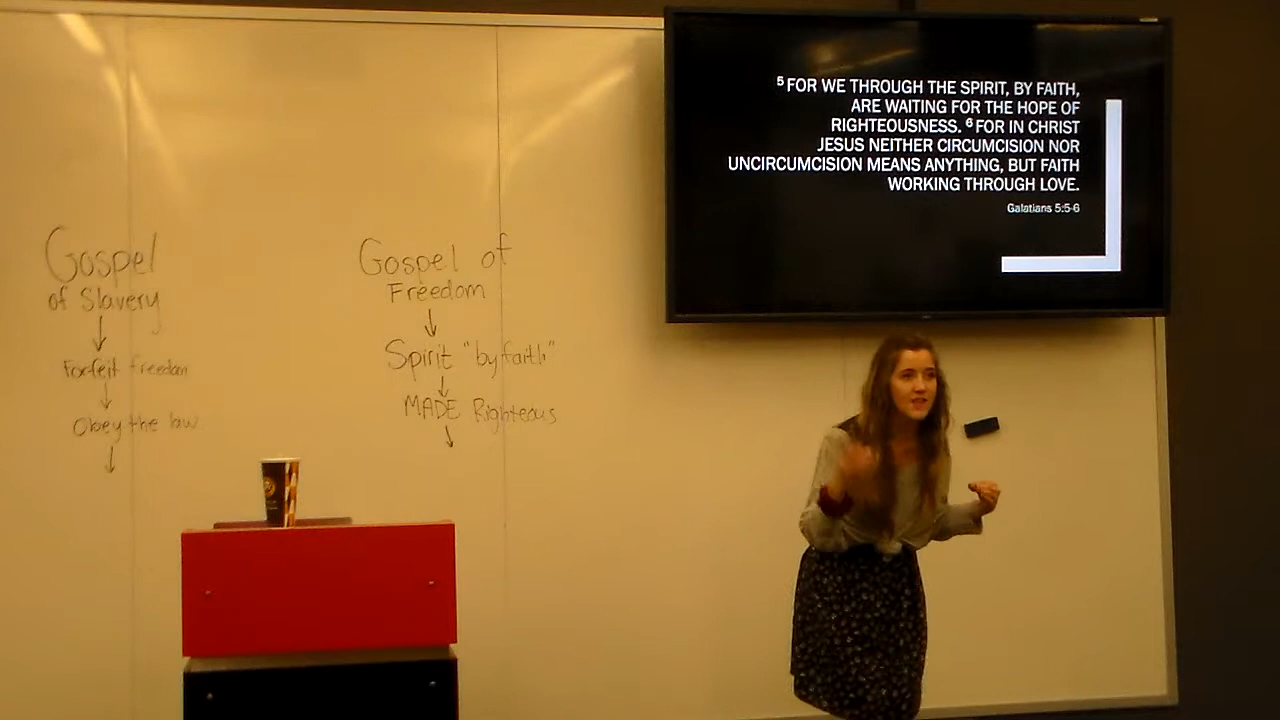 Gospel
of Slavery
Forfeit freedom
Obey the law
Gospel of
Freedom
Spirit "by faith"
MADE Righteous
⁵ FOR WE THROUGH THE SPIRIT, BY FAITH,
ARE WAITING FOR THE HOPE OF
RIGHTEOUSNESS. ⁶ FOR IN CHRIST
JESUS NEITHER CIRCUMCISION NOR
UNCIRCUMCISION MEANS ANYTHING, BUT FAITH
WORKING THROUGH LOVE.
Galatians 5:5-6